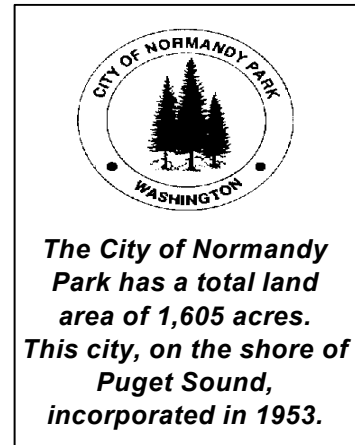 CITY OF NORMANDY PARK
WASHINGTON
The City of Normandy
Park has a total land
area of 1,605 acres.
This city, on the shore of
Puget Sound,
incorporated in 1953.